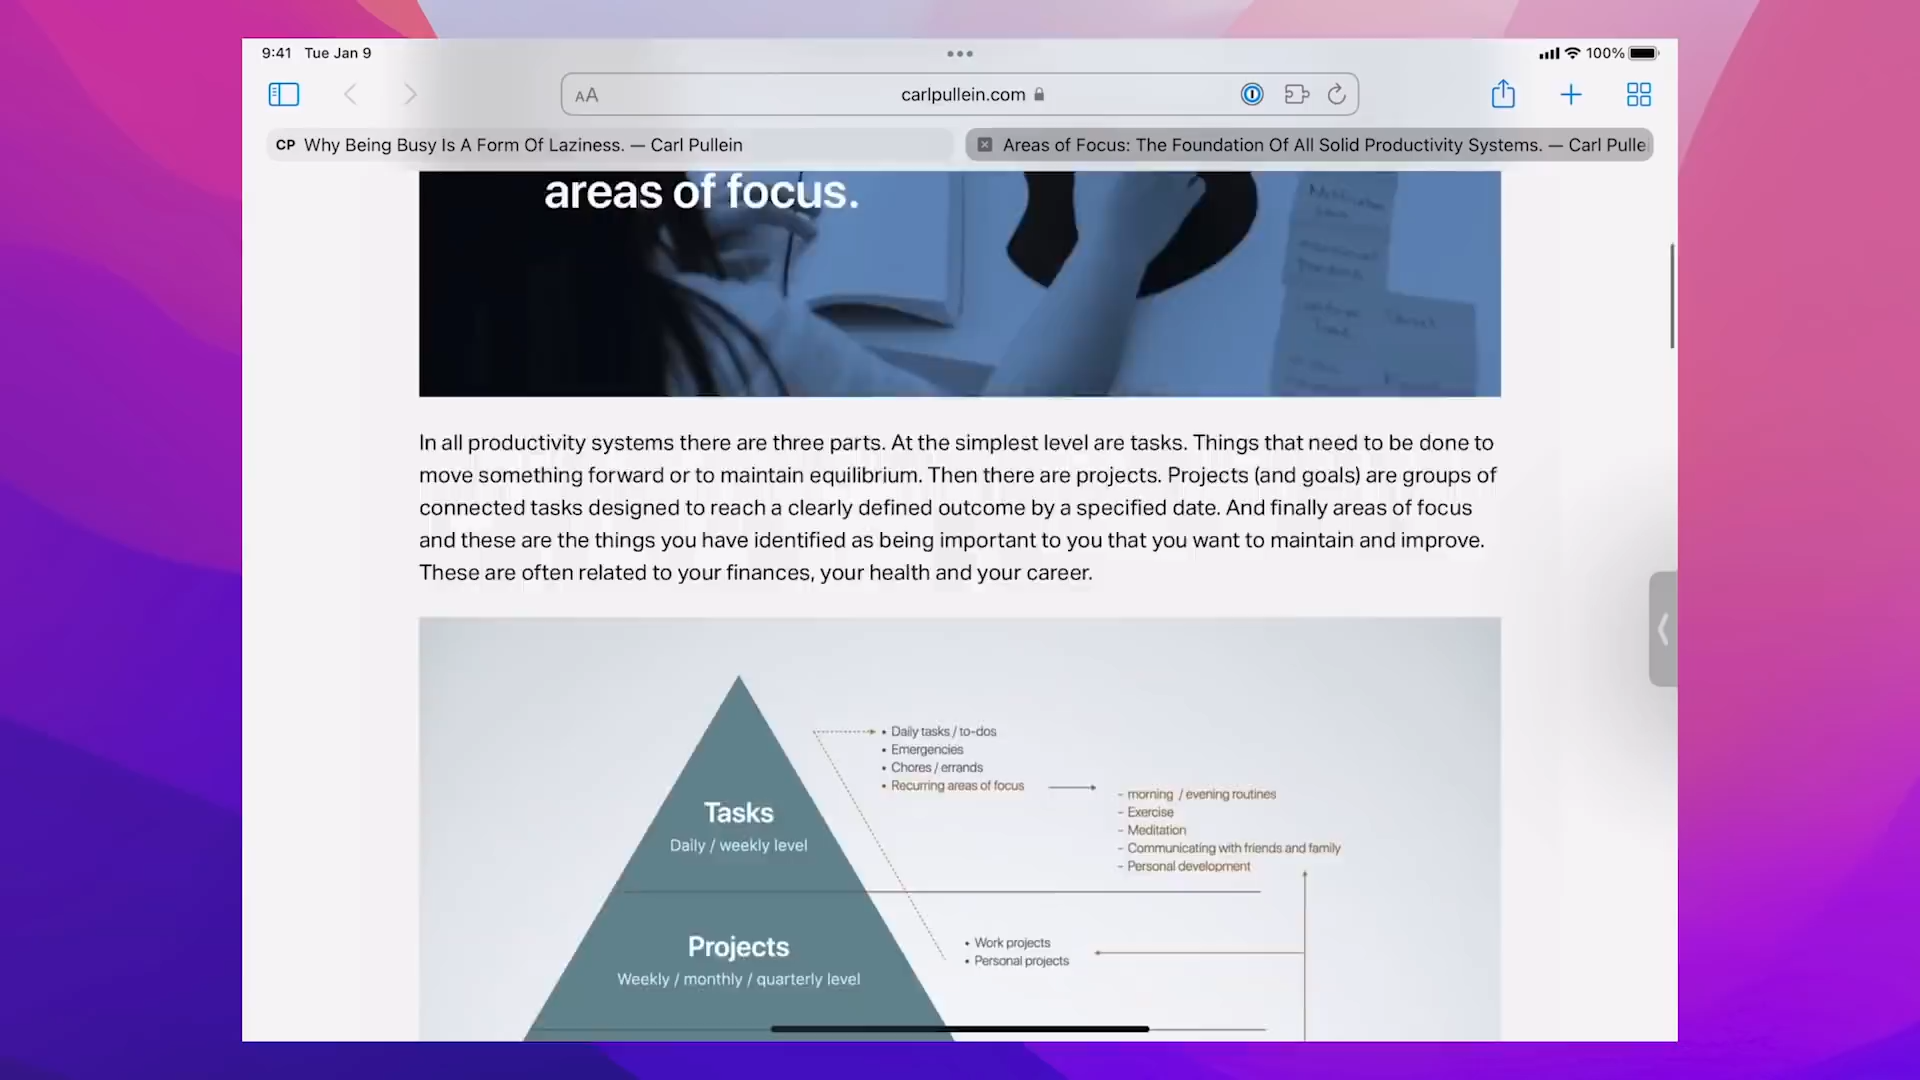 9:41 Tue Jan 9
100%
AA
carlpullein.com
CP Why Being Busy Is A Form Of Laziness. — Carl Pullein
Areas of Focus: The Foundation Of All Solid Productivity Systems. — Carl Pulle
areas of focus.
In all productivity systems there are three parts. At the simplest level are tasks. Things that need to be done to
move something forward or to maintain equilibrium. Then there are projects. Projects (and goals) are groups of
connected tasks designed to reach a clearly defined outcome by a specified date. And finally areas of focus
and these are the things you have identified as being important to you that you want to maintain and improve.
These are often related to your finances, your health and your career.
Tasks
Daily / weekly level
• Daily tasks / to-dos
• Emergencies
• Chores / errands
• Recurring areas of focus
- morning / evening routines
- Exercise
- Meditation
- Communicating with friends and family
- Personal development
Projects
Weekly / monthly / quarterly level
• Work projects
• Personal projects